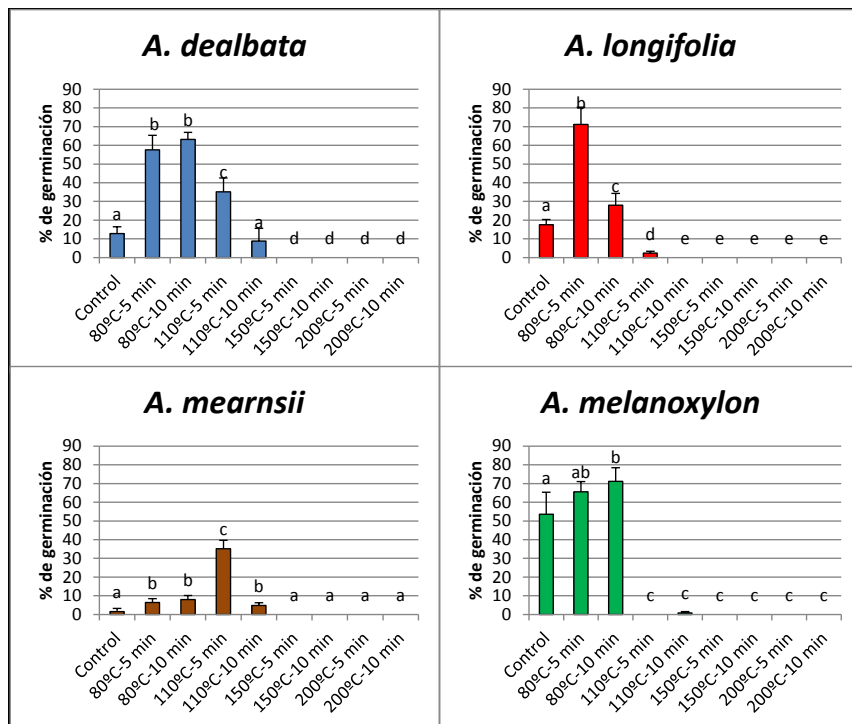 A. dealbata
% de germinación
90
80
70
60
50
40
30
20
10
0
a
b
b
c
a
d
d
d
d
Control
80ºC-5 min
80ºC-10 min
110ºC-5 min
110ºC-10 min
150ºC-5 min
150ºC-10 min
200ºC-5 min
200ºC-10 min
A. longifolia
% de germinación
90
80
70
60
50
40
30
20
10
0
a
b
c
d
e
e
e
e
e
Control
80ºC-5 min
80ºC-10 min
110ºC-5 min
110ºC-10 min
150ºC-5 min
150ºC-10 min
200ºC-5 min
200ºC-10 min
A. mearnsii
% de germinación
90
80
70
60
50
40
30
20
10
0
a
b
b
c
b
a
a
a
a
Control
80ºC-5 min
80ºC-10 min
110ºC-5 min
110ºC-10 min
150ºC-5 min
150ºC-10 min
200ºC-5 min
200ºC-10 min
A. melanoxylon
% de germinación
90
80
70
60
50
40
30
20
10
0
a
ab
b
c
c
c
c
c
c
Control
80ºC-5 min
80ºC-10 min
110ºC-5 min
110ºC-10 min
150ºC-5 min
150ºC-10 min
200ºC-5 min
200ºC-10 min